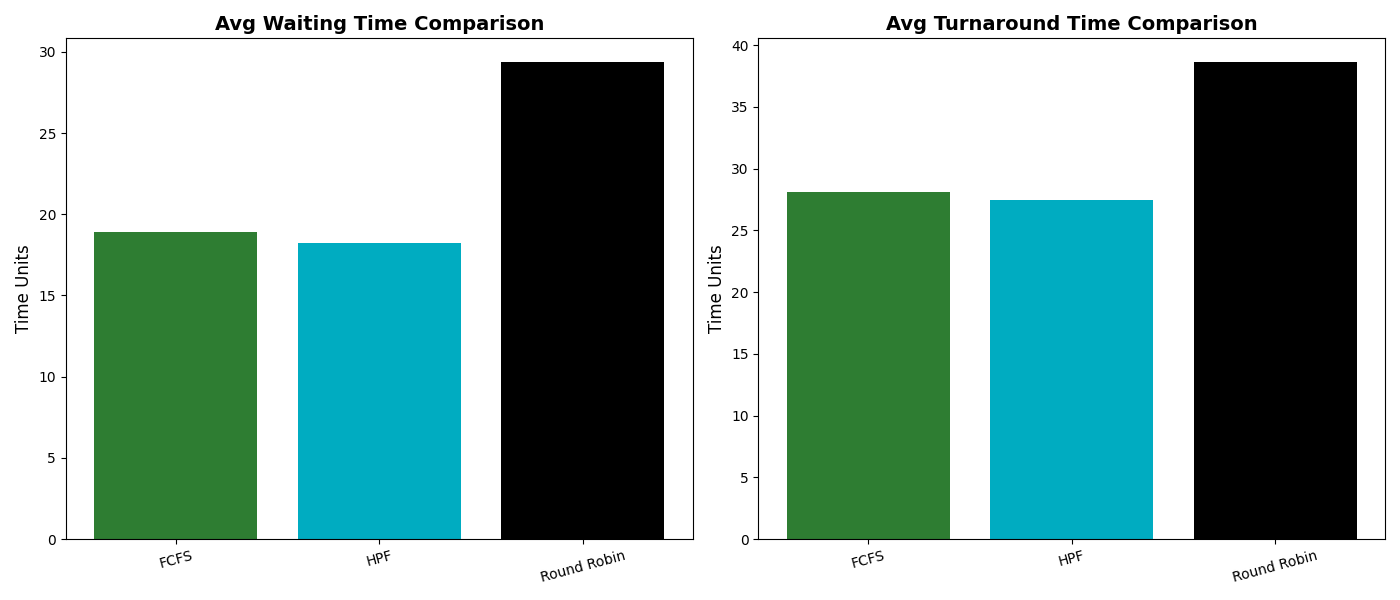 Avg Waiting Time Comparison
Time Units
30
25
20
15
10
5
0
FCFS
HPF
Round Robin
Avg Turnaround Time Comparison
Time Units
40
35
30
25
20
15
10
5
0
FCFS
HPF
Round Robin